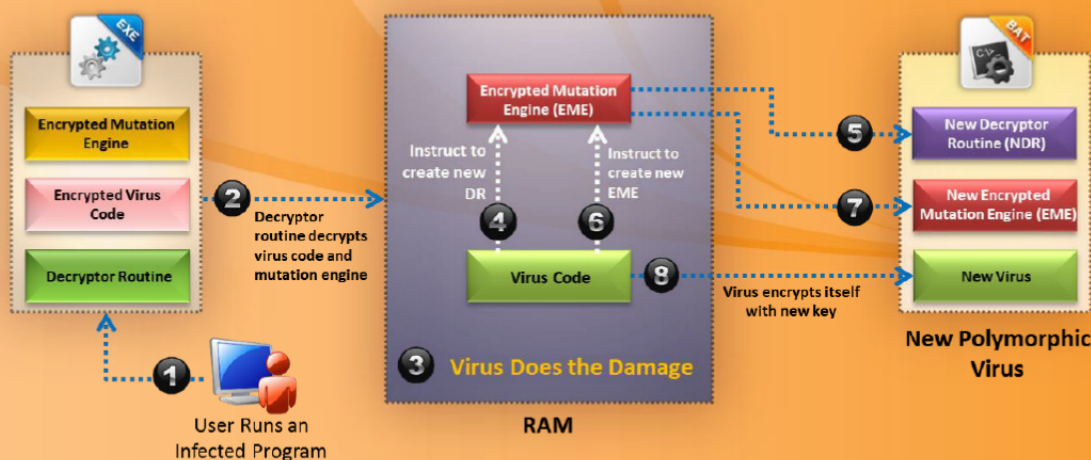 EXE
Encrypted Mutation
Engine
Encrypted Virus
Code
Decryptor Routine
1
User Runs an
Infected Program
2
Decryptor
routine decrypts
virus code and
mutation engine
Encrypted Mutation
Engine (EME)
Instruct to
create new
DR
4
Instruct to
create new
EME
6
Virus Code
3
Virus Does the Damage
RAM
5
7
8
Virus encrypts itself
with new key
BAT
C:\>
New Decryptor
Routine (NDR)
New Encrypted
Mutation Engine (EME)
New Virus
New Polymorphic
Virus